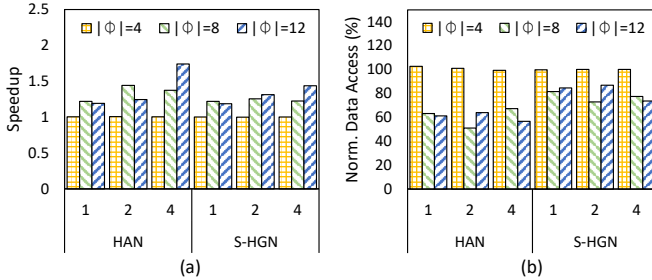 2.5
2
1.5
1
0.5
0
Speedup
|Φ|=4 |Φ|=8 |Φ|=12
1 2 4 1 2 4
HAN S-HGN
(a)
140
120
100
80
60
40
20
0
Norm. Data Access (%)
|Φ|=4 |Φ|=8 |Φ|=12
1 2 4 1 2 4
HAN S-HGN
(b)